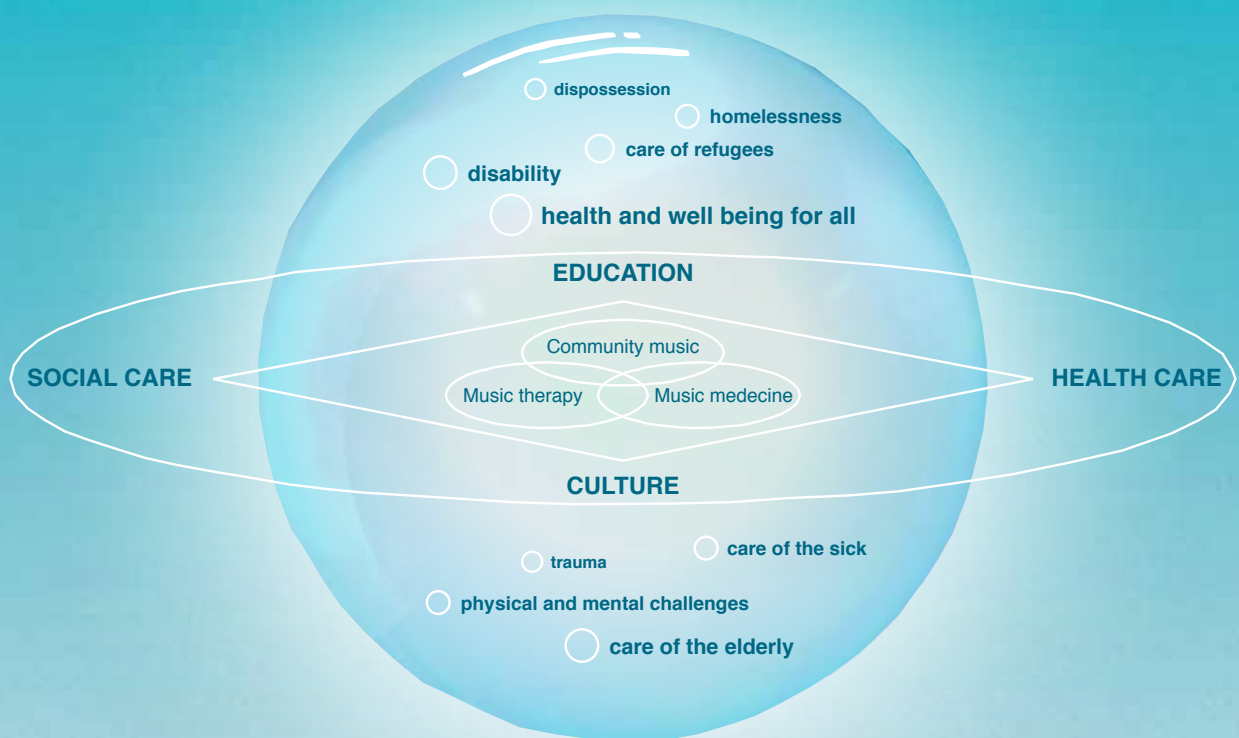 dispossession
homelessness
care of refugees
disability
health and well being for all
EDUCATION
Community music
SOCIAL CARE
HEALTH CARE
Music therapy
Music medecine
CULTURE
care of the sick
trauma
physical and mental challenges
care of the elderly